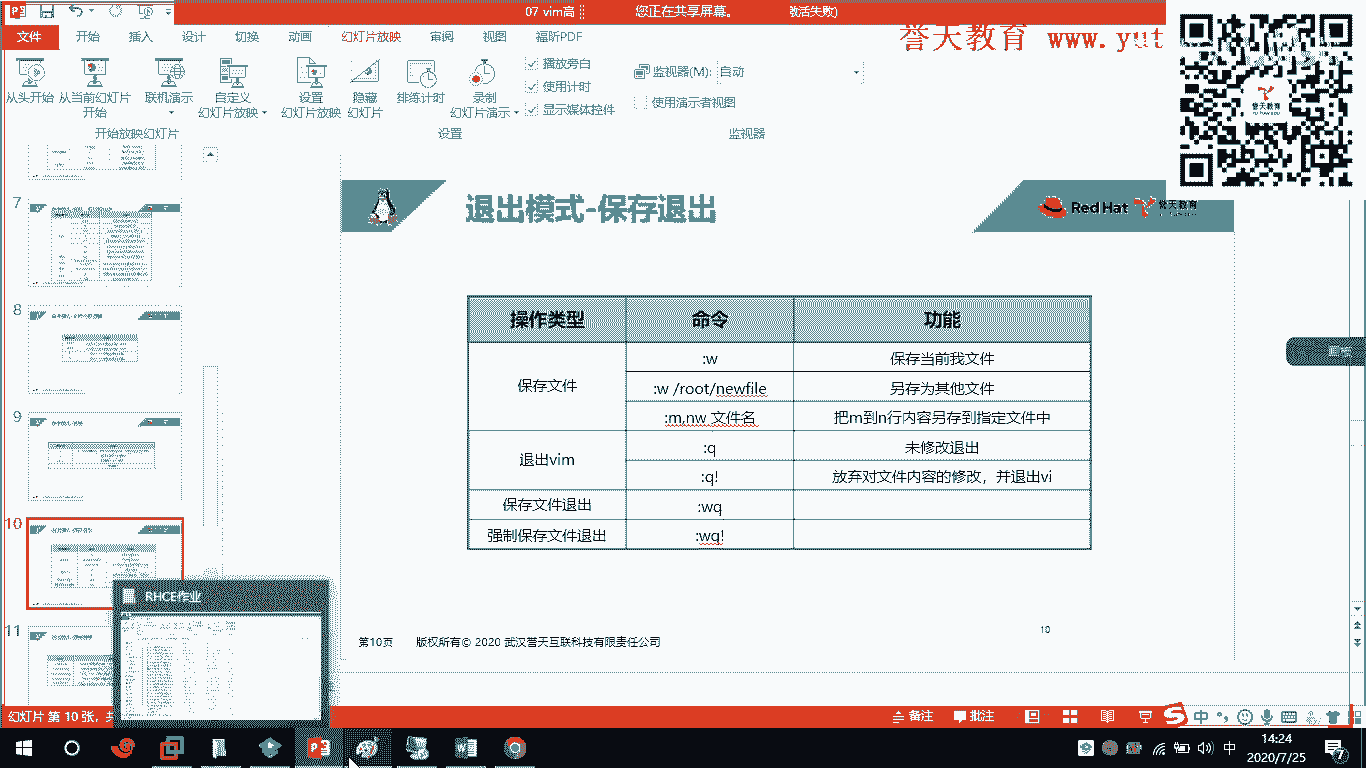 07 vim高
您正在共享屏幕。
激活失败)
文件 开始 插入 设计 切换 动画 幻灯片放映 审阅 视图 福昕PDF
誉天教育 www.yut
从头开始
从当前幻灯片
开始
联机演示
自定义
幻灯片放映
设置
幻灯片放映
隐藏
幻灯片
排练计时
录制
幻灯片演示
播放旁白
使用计时
显示媒体控件
监视器(M): 自动
使用演示者视图
开始放映幻灯片
设置
监视器
誉天教育
7
8
9
10
11
退出模式-保存退出
Red Hat 誉天教育
操作类型 命令 功能
保存文件 :w 保存当前我文件
:w /root/newfile 另存为其他文件
:m,nw 文件名 把m到n行内容另存到指定文件中
退出vim :q 未修改退出
:q! 放弃对文件内容的修改，并退出vi
保存文件退出 :wq
强制保存文件退出 :wq!
画板
RHCE作业
第10页 版权所有© 2020 武汉誉天互联科技有限责任公司
10
幻灯片 第 10 张，
备注
批注
中
中
14:24
2020/7/25
7